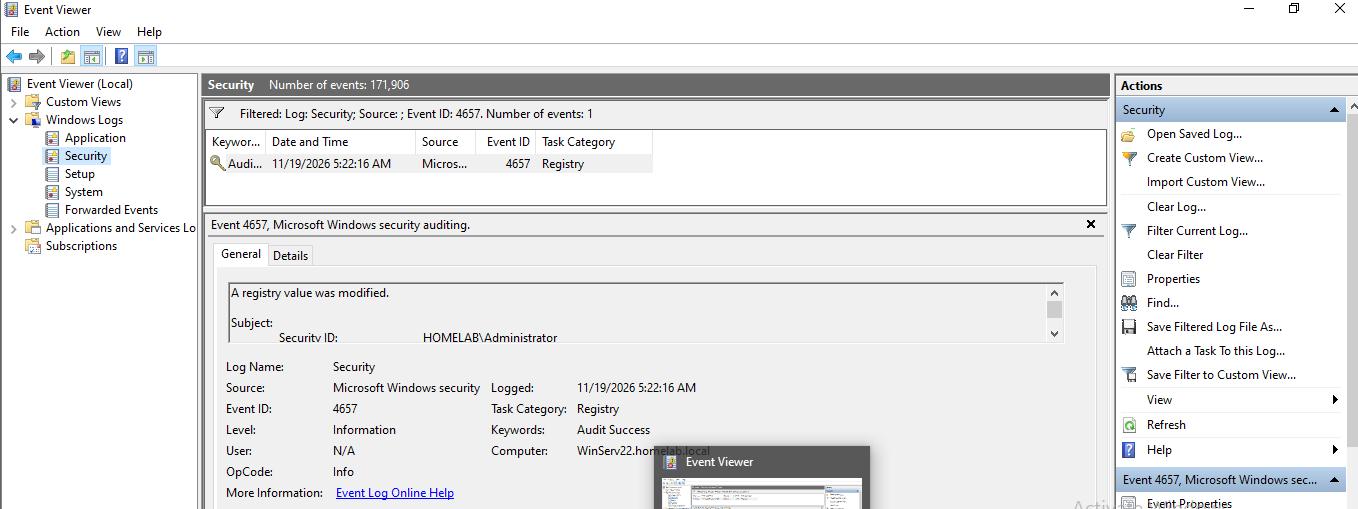 Event Viewer
File Action View Help
Event Viewer (Local)
Custom Views
Windows Logs
Application
Security
Setup
System
Forwarded Events
Applications and Services Lo
Subscriptions
Security Number of events: 171,906
Filtered: Log: Security; Source: ; Event ID: 4657. Number of events: 1
Keywor... Date and Time Source Event ID Task Category
Audi... 11/19/2026 5:22:16 AM Micros... 4657 Registry
Event 4657, Microsoft Windows security auditing.
General Details
A registry value was modified.
Subject:
Security ID: HOMELAB\Administrator
Log Name: Security
Source: Microsoft Windows security Logged: 11/19/2026 5:22:16 AM
Event ID: 4657 Task Category: Registry
Level: Information Keywords: Audit Success
User: N/A Computer: WinServ22.homelab.local
OpCode: Info
More Information: Event Log Online Help
Event Viewer
Actions
Security
Open Saved Log...
Create Custom View...
Import Custom View...
Clear Log...
Filter Current Log...
Clear Filter
Properties
Find...
Save Filtered Log File As...
Attach a Task To this Log...
Save Filter to Custom View...
View
Refresh
Help
Event 4657, Microsoft Windows sec...
Event Properties